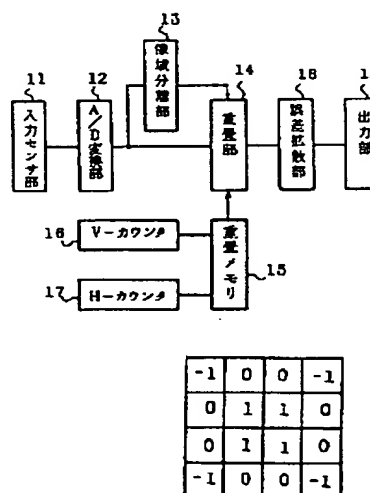 13
領域分離部
11
12
14
18
入力センサ部
A/D変換部
重畳部
誤差拡散部
出力部
16
V-カウンタ
重畳メモリ
15
17
H-カウンタ
-1 0 0 -1
0 1 1 0
0 1 1 0
-1 0 0 -1